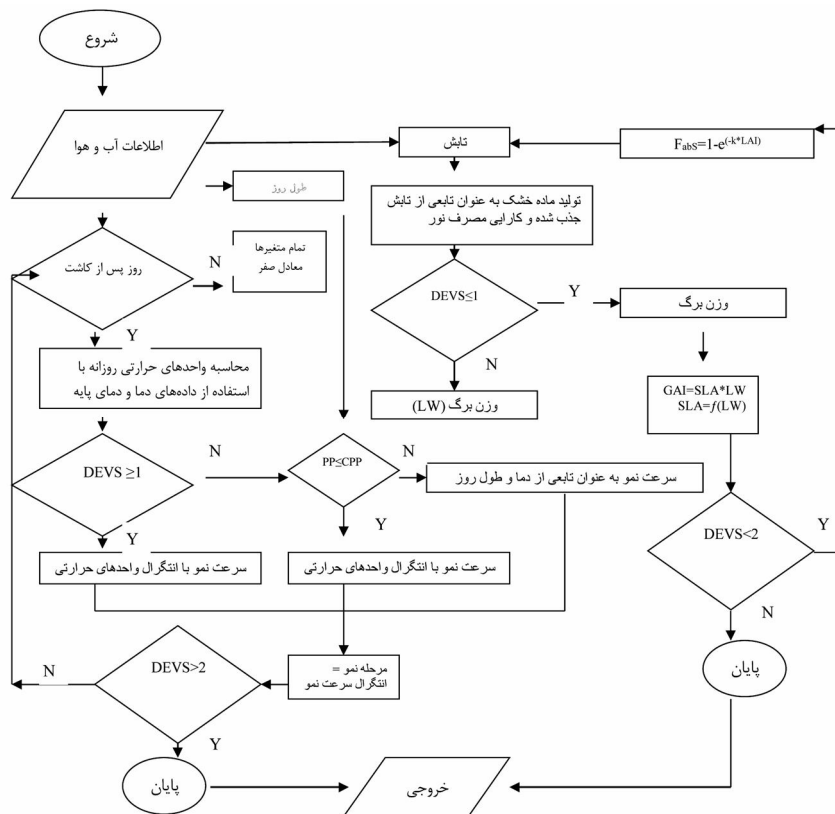 شروع
اطلاعات آب و هوا
تابش
F_abS=1-e^(-k*LAI)
طول روز
تولید ماده خشک به عنوان تابعی از تابش
جذب شده و کارایی مصرف نور
روز پس از کاشت
N
تمام متغیرها
معادل صفر
DEVS≤1
Y
وزن برگ
Y
N
محاسبه واحدهای حرارتی روزانه با
استفاده از داده‌های دما و دمای پایه
وزن برگ (LW)
GAI=SLA*LW
SLA=ƒ(LW)
DEVS ≥1
N
PP≤CPP
N
سرعت نمو به عنوان تابعی از دما و طول روز
Y
Y
DEVS<2
Y
سرعت نمو با انتگرال واحدهای حرارتی
سرعت نمو با انتگرال واحدهای حرارتی
N
DEVS>2
N
مرحله نمو =
انتگرال سرعت نمو
پایان
Y
پایان
خروجی